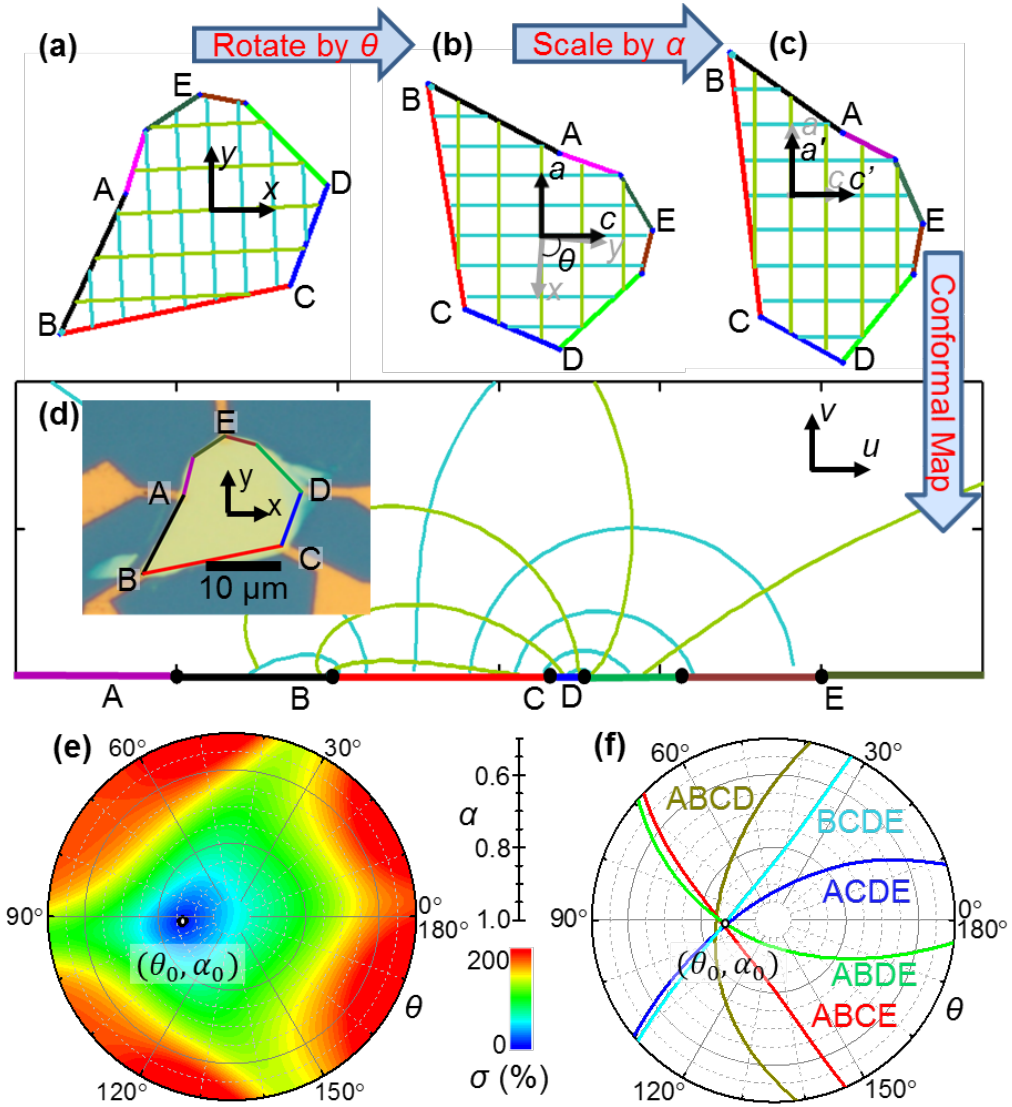 (a)
Rotate by θ
(b)
Scale by α
(c)
E
y
x
A
D
B
C
B
A
a
c
y
θ
x
E
C
D
B
A
a
a'
c
c'
E
C
D
Conformal Map
(d)
E
A
y
x
D
B
C
10 μm
v
u
A
B
C
D
E
(e)
60°
30°
90°
0°
180°
(θ₀, α₀)
θ
120°
150°
0.6
α
0.8
1.0
200
0
σ (%)
(f)
60°
30°
ABCD
BCDE
ACDE
90°
0°
180°
(θ₀, α₀)
ABDE
θ
ABCE
120°
150°